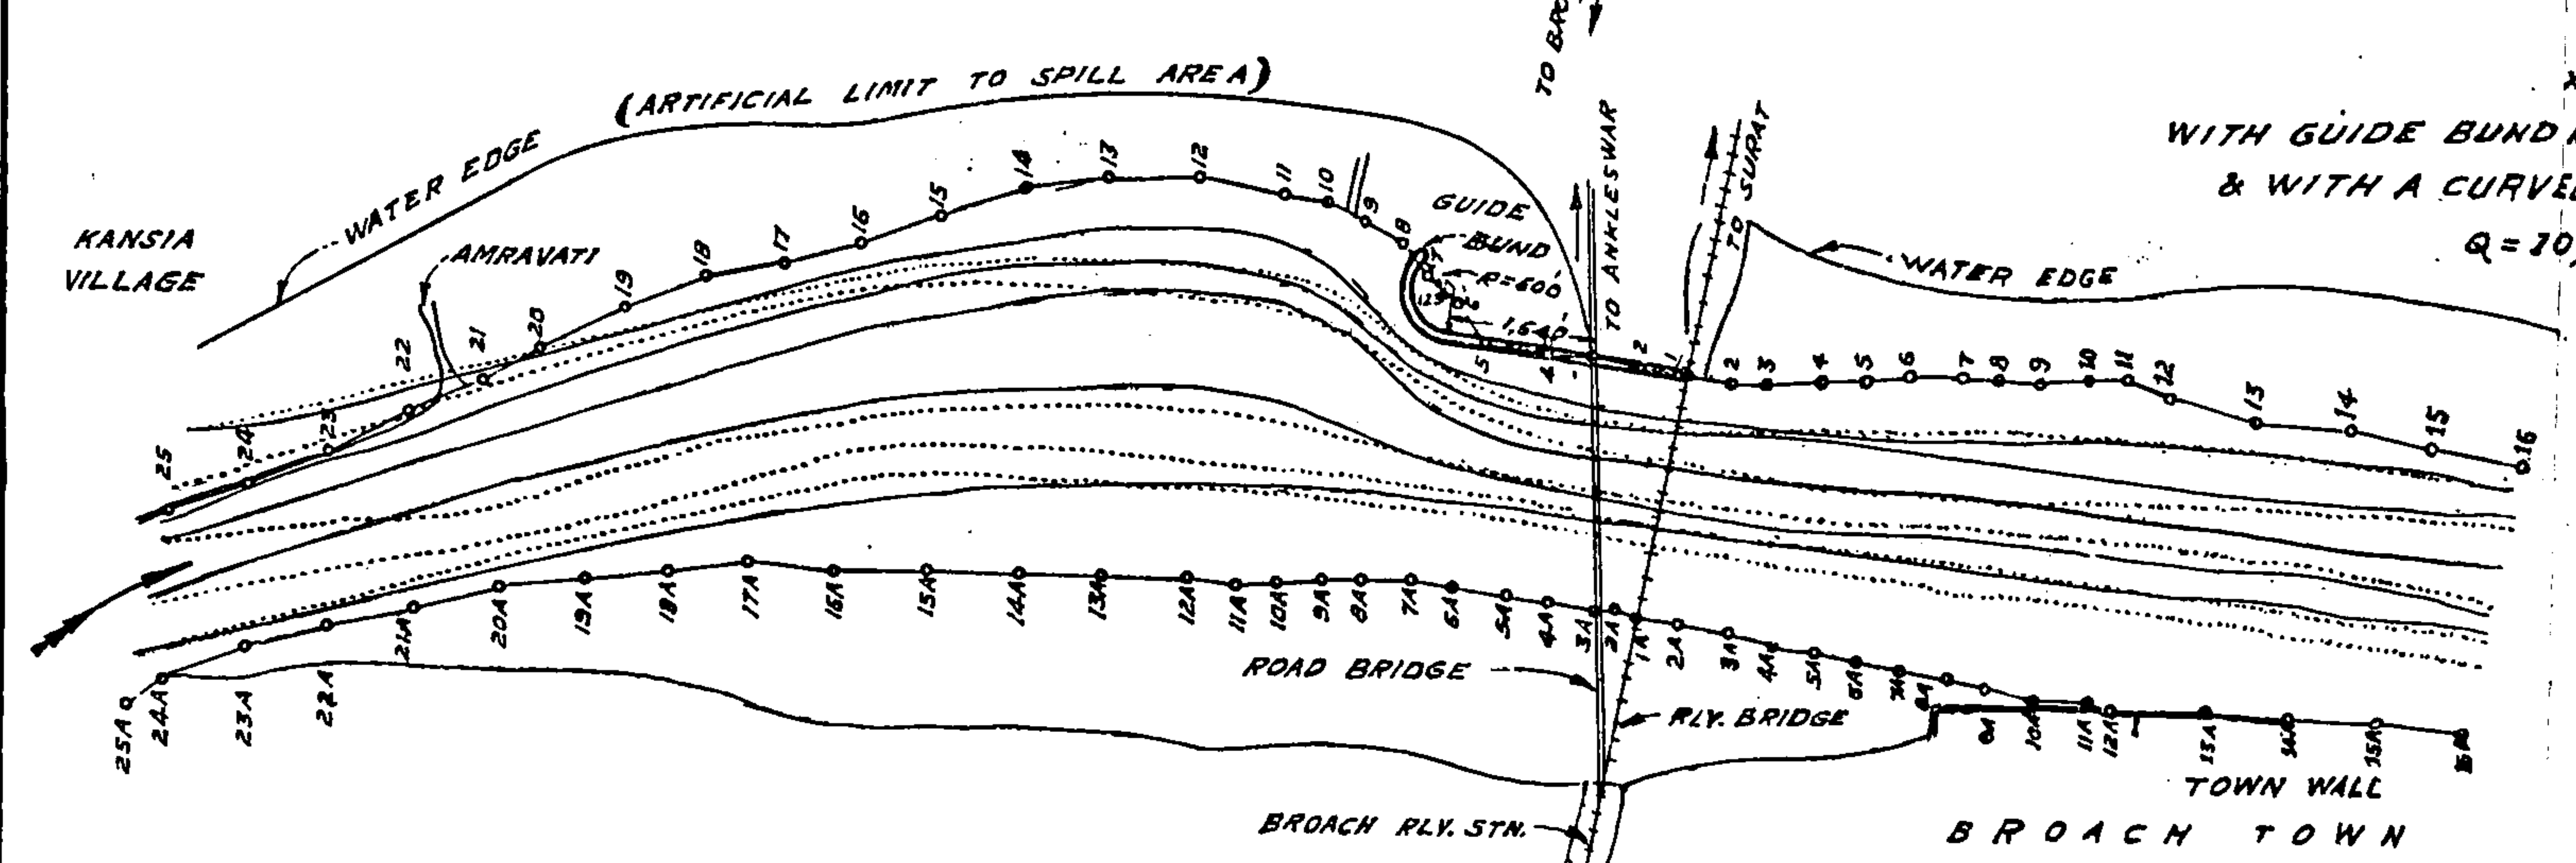 (ARTIFICIAL LIMIT TO SPILL AREA)
WATER EDGE
KANSIA
VILLAGE
AMRAVATI
GUIDE
BUND
R=600'
1,640'
TO ANKLESWAR
TO SURAT
WATER EDGE
WITH GUIDE BUND
& WITH A CURVE
Q=10,
25 24 23 22 21 20 19 18 17 16 15 14 13 12 11 10 9 8
5 4 2 1
2 3 4 5 6 7 8 9 10 11 12 13 14 15 16
25A 24A 23A 22A 21A 20A 19A 18A 17A 16A 15A 14A 13A 12A 11A 10A 9A 8A 7A 6A 5A 4A 3A 2A 1A
2A 3A 4A 5A 6A 7A 8A 9A 10A 11A 12A 13A 14A 15A 16A
ROAD BRIDGE
RLY. BRIDGE
BROACH RLY. STN.
TOWN WALL
BROACH TOWN